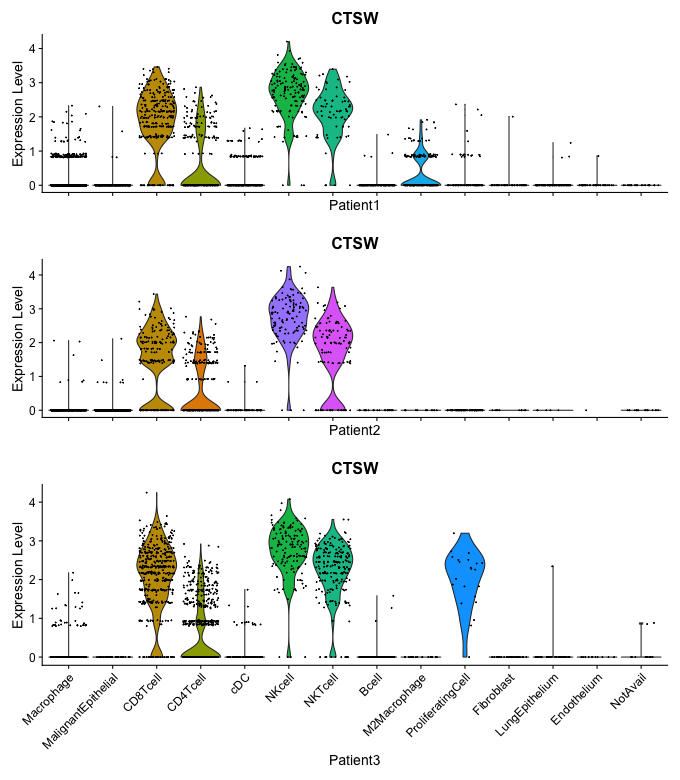 CTSW
Expression Level
4
3
2
1
0
Patient1
CTSW
Expression Level
4
3
2
1
0
Patient2
CTSW
Expression Level
4
3
2
1
0
Macrophage
MalignantEpithelial
CD8Tcell
CD4Tcell
cDC
NKcell
NKTcell
Bcell
M2Macrophage
ProliferatingCell
Fibroblast
LungEpithelium
Endothelium
NotAvail
Patient3